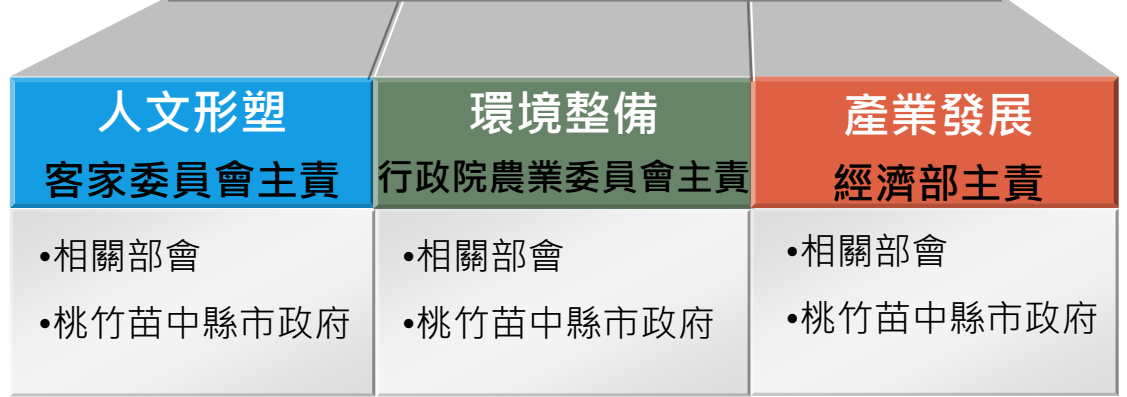 人文形塑
客家委員會主責
•相關部會
•桃竹苗中縣市政府
環境整備
行政院農業委員會主責
•相關部會
•桃竹苗中縣市政府
產業發展
經濟部主責
•相關部會
•桃竹苗中縣市政府